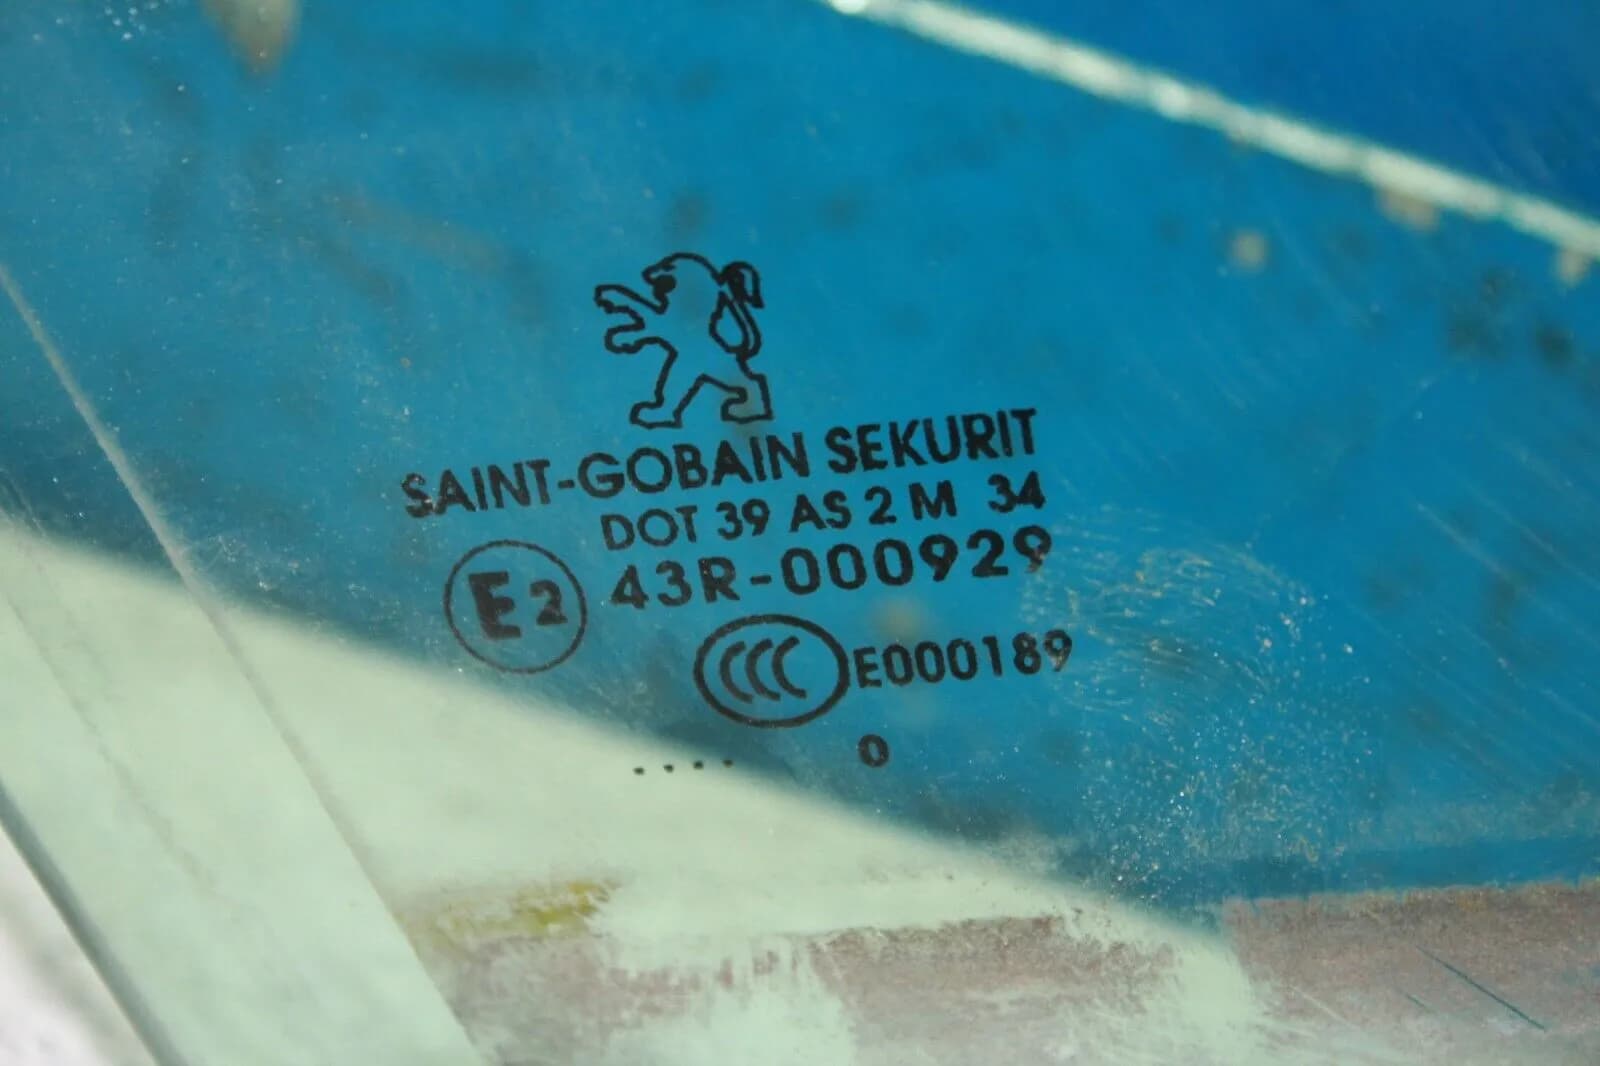 SAINT-GOBAIN SEKURIT
DOT 39 AS 2 M 34
E2 43R-000929
CCC E000189
.... 0